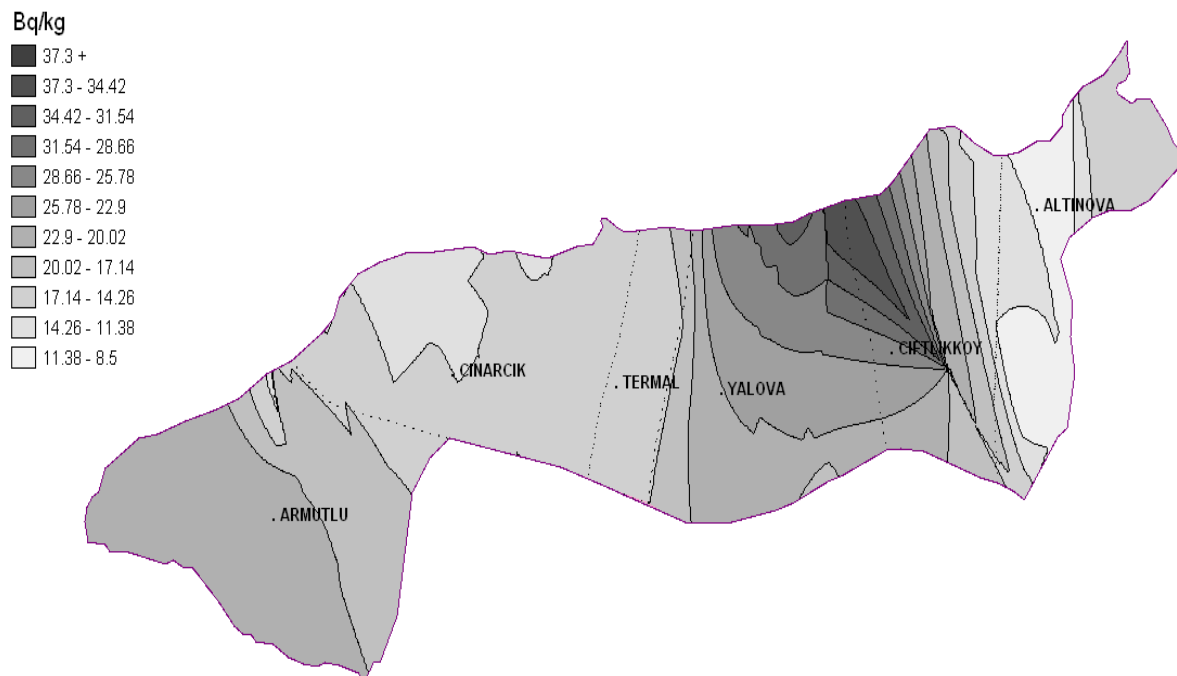 Bq/kg
37.3 +
37.3 - 34.42
34.42 - 31.54
31.54 - 28.66
28.66 - 25.78
25.78 - 22.9
22.9 - 20.02
20.02 - 17.14
17.14 - 14.26
14.26 - 11.38
11.38 - 8.5
ALTINOVA
CIFTLIKKOY
CINARCIK
TERMAL
YALOVA
ARMUTLU